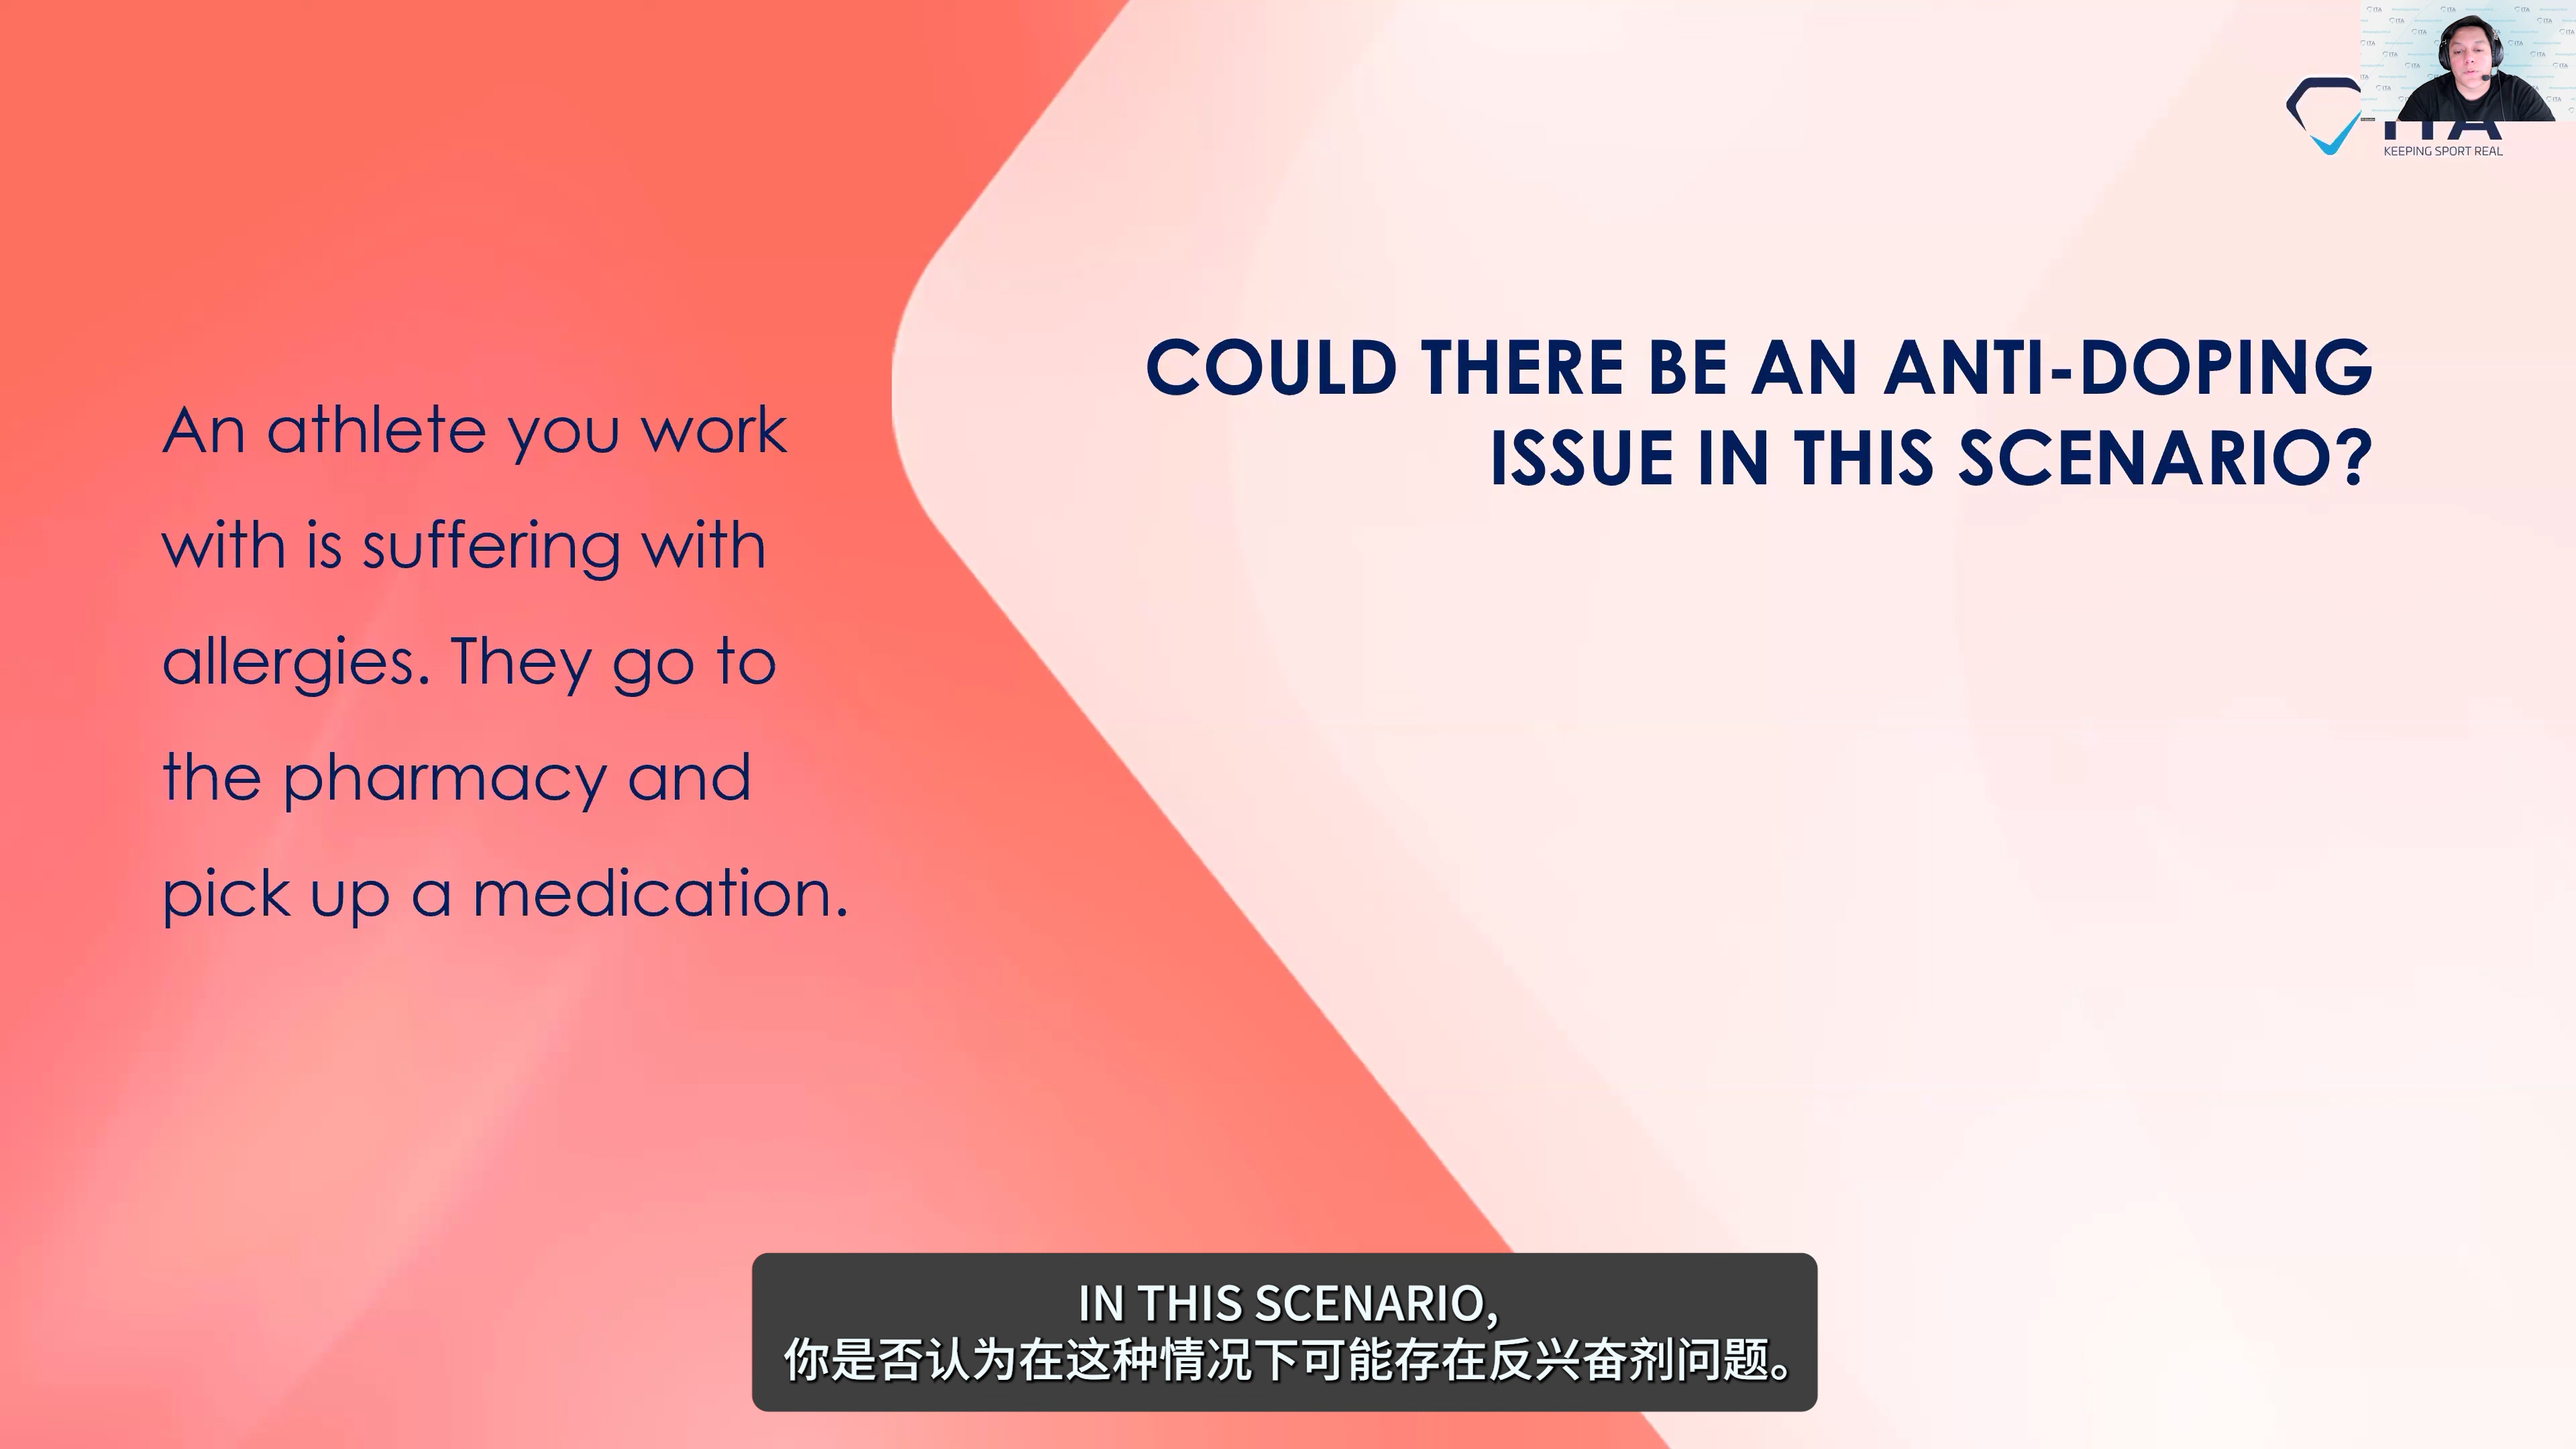 An athlete you work
with is suffering with
allergies. They go to
the pharmacy and
pick up a medication.
COULD THERE BE AN ANTI-DOPING
ISSUE IN THIS SCENARIO?
ITA
KEEPING SPORT REAL
IN THIS SCENARIO,
你是否认为在这种情况下可能存在反兴奋剂问题。